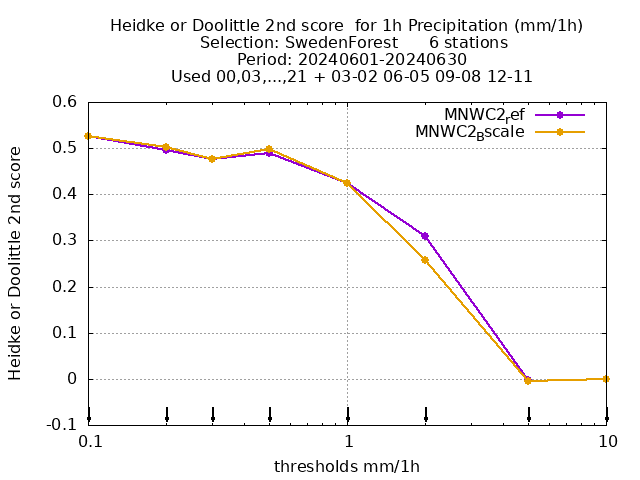 Heidke or Doolittle 2nd score  for 1h Precipitation (mm/1h)
Selection: SwedenForest      6 stations
Period: 20240601-20240630
Used 00,03,...,21 + 03-02 06-05 09-08 12-11
MNWC2_ref
MNWC2_Bscale
0.6
0.5
0.4
0.3
0.2
0.1
0
-0.1
Heidke or Doolittle 2nd score
0.1
1
10
thresholds mm/1h